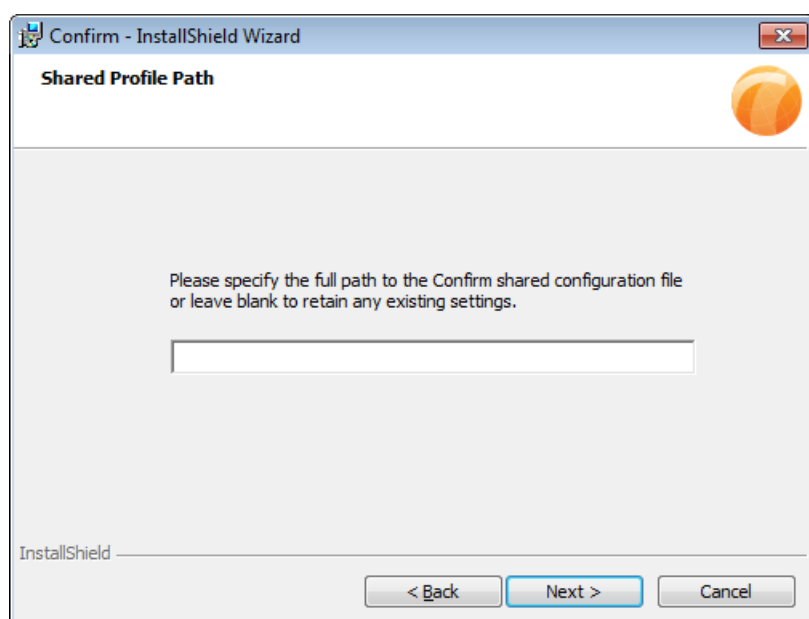 Confirm - InstallShield Wizard
Shared Profile Path
Please specify the full path to the Confirm shared configuration file
or leave blank to retain any existing settings.
InstallShield
< Back
Next >
Cancel